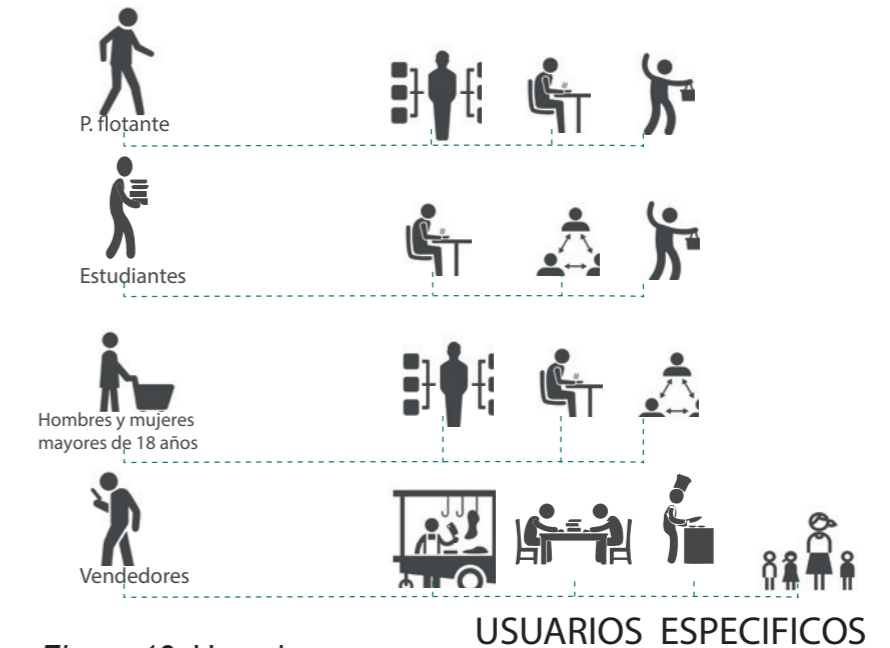 P. flotante
Estudiantes
Hombres y mujeres
mayores de 18 años
Vendedores
USUARIOS ESPECIFICOS